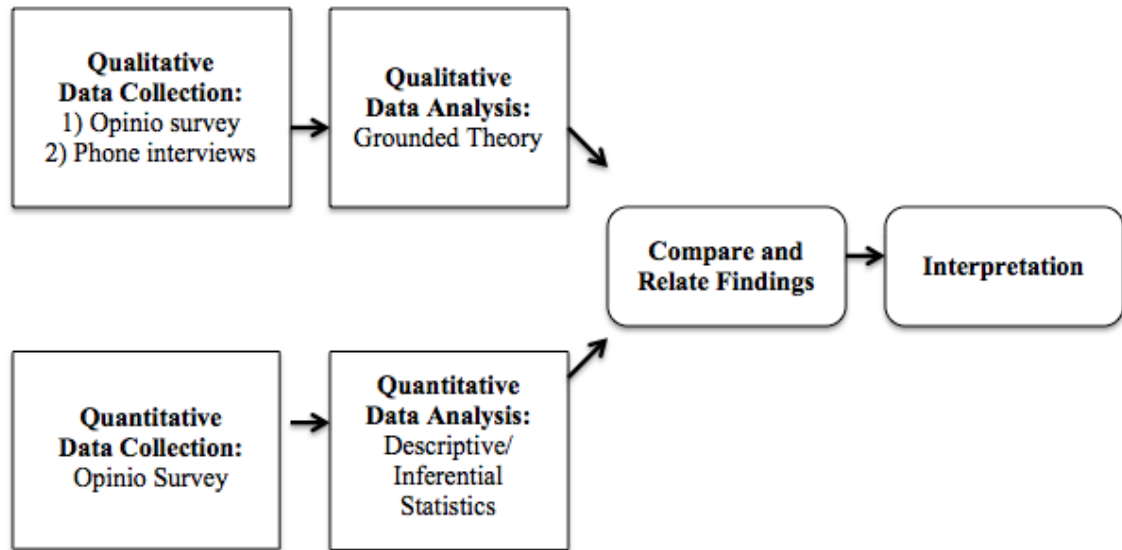 Qualitative
Data Collection:
1) Opinio survey
2) Phone interviews
Qualitative
Data Analysis:
Grounded Theory
Compare and
Relate Findings
Interpretation
Quantitative
Data Collection:
Opinio Survey
Quantitative
Data Analysis:
Descriptive/
Inferential
Statistics